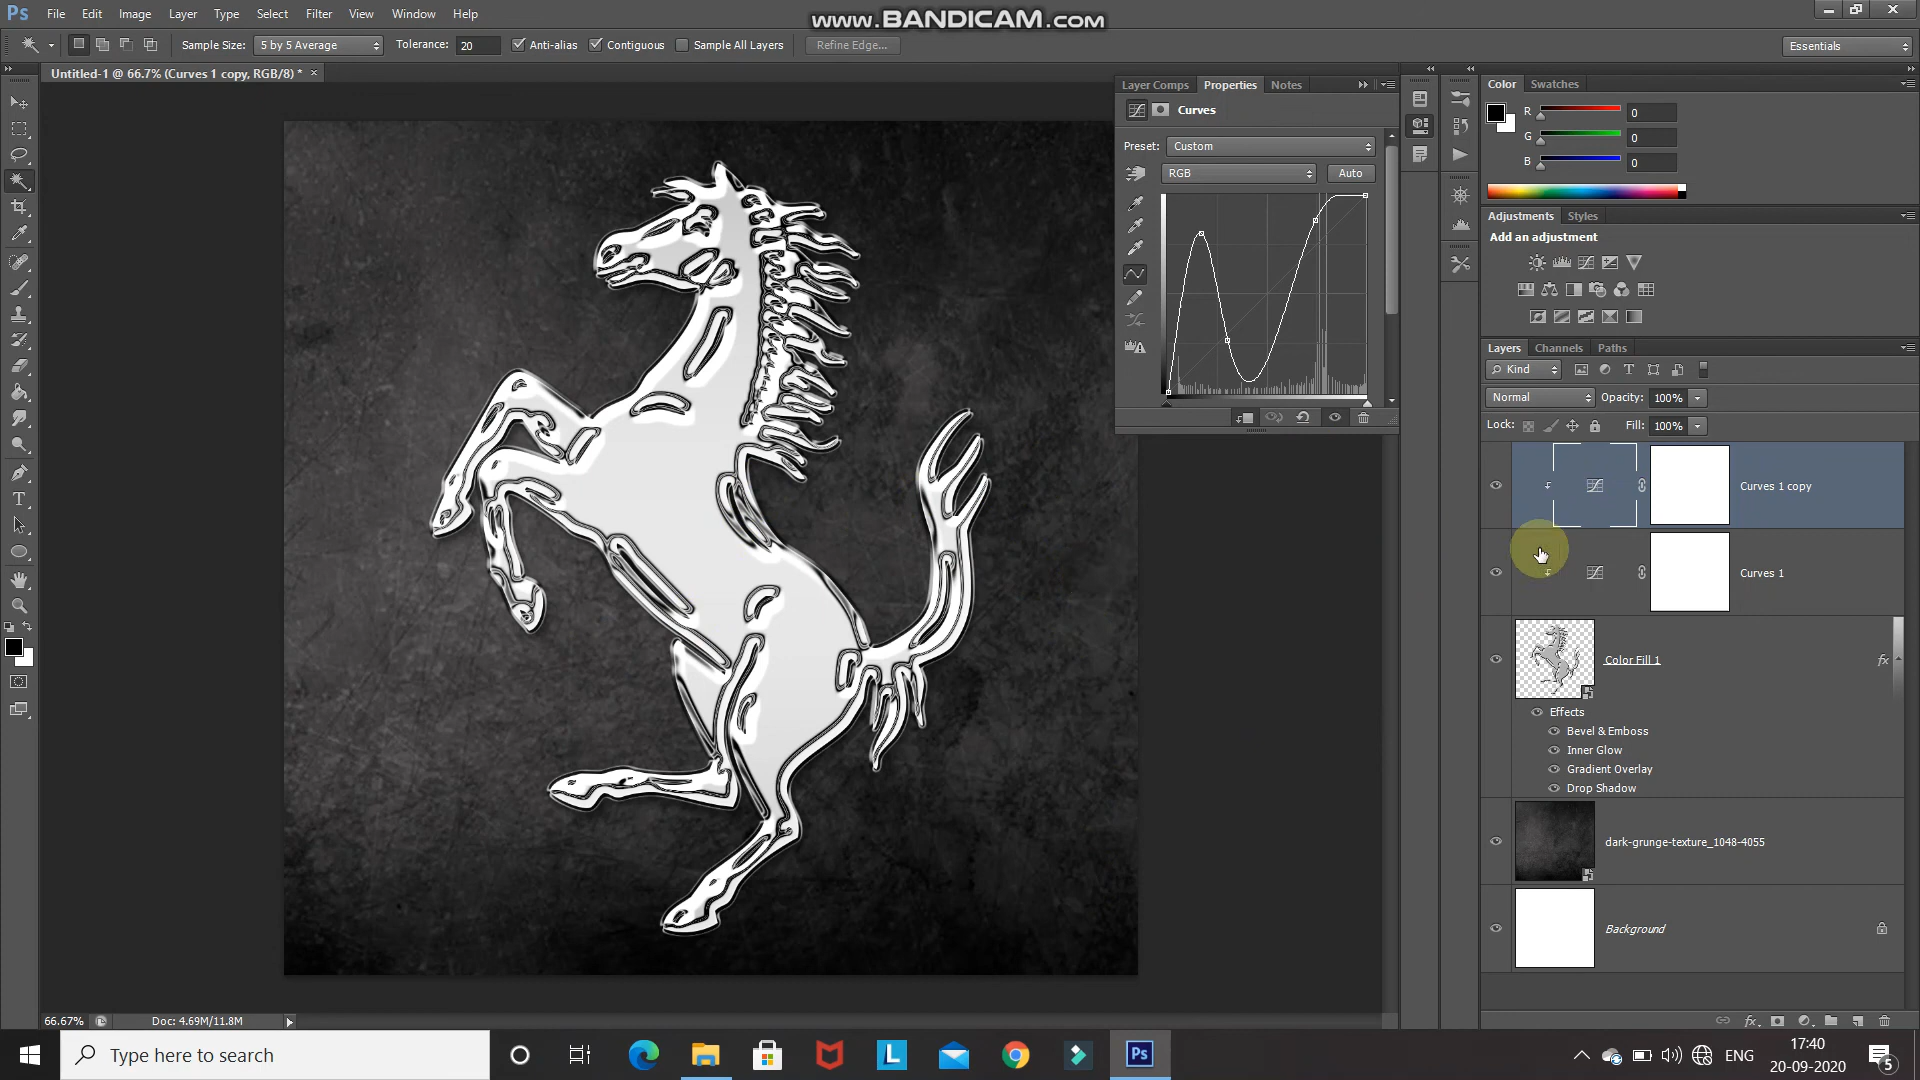 Ps File Edit Image Layer Type Select Filter View Window Help
www.BANDICAM.com
Sample Size: 5 by 5 Average Tolerance: 20 Anti-alias Contiguous Sample All Layers Refine Edge... Essentials
Untitled-1 @ 66.7% (Curves 1 copy, RGB/8) * ×
Layer Comps Properties Notes
Curves
Preset: Custom
RGB Auto
Color Swatches
R 0
G 0
B 0
Adjustments Styles
Add an adjustment
Layers Channels Paths
Kind
Normal Opacity: 100%
Lock: Fill: 100%
Curves 1 copy
Curves 1
Color Fill 1 fx
Effects
Bevel & Emboss
Inner Glow
Gradient Overlay
Drop Shadow
dark-grunge-texture_1048-4055
Background
66.67% Doc: 4.69M/11.8M
Type here to search
L
Ps
ENG
17:40
20-09-2020
5